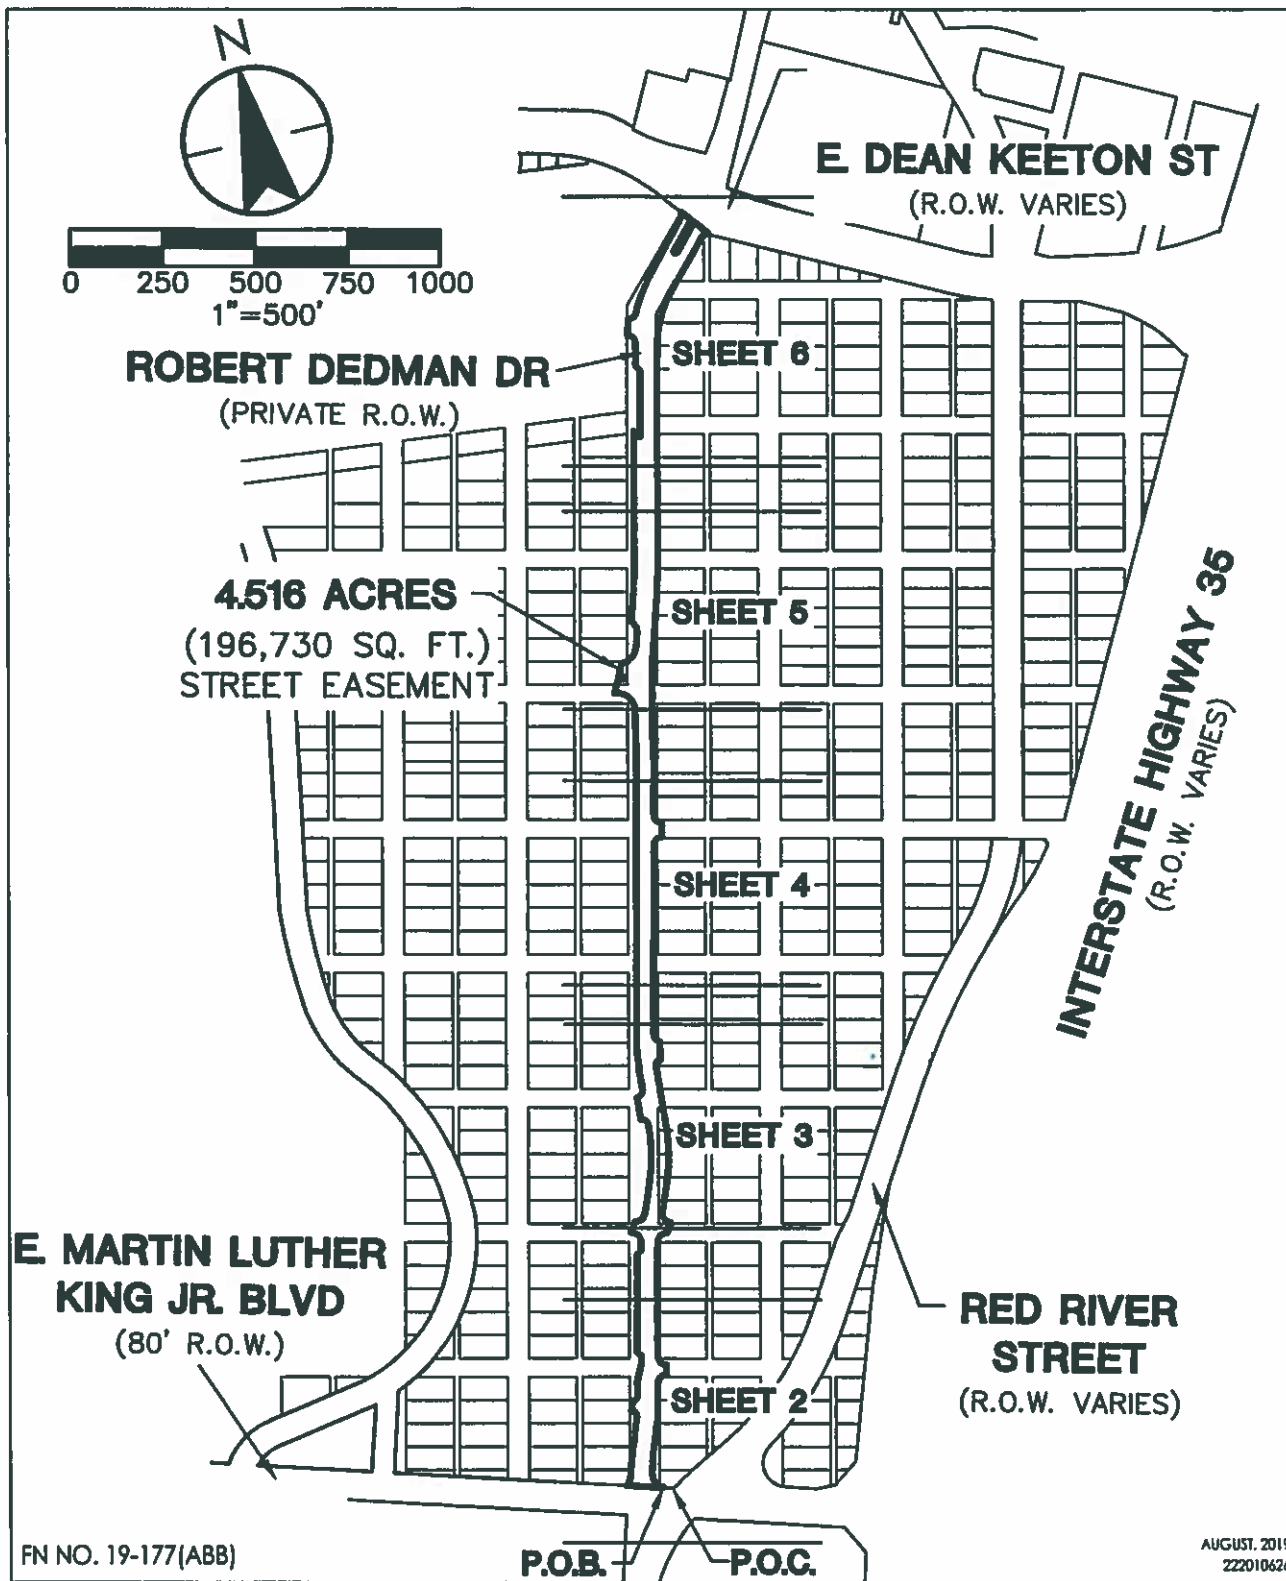 N
E. DEAN KEETON ST
(R.O.W. VARIES)
0 250 500 750 1000
1"=500'
ROBERT DEDMAN DR
(PRIVATE R.O.W.)
SHEET 6
4.516 ACRES
(196,730 SQ. FT.)
STREET EASEMENT
SHEET 5
INTERSTATE HIGHWAY 35
(R.O.W. VARIES)
SHEET 4
SHEET 3
E. MARTIN LUTHER
KING JR. BLVD
(80' R.O.W.)
RED RIVER
STREET
(R.O.W. VARIES)
SHEET 2
FN NO. 19-177(ABB)
P.O.B.
P.O.C.
AUGUST, 2019